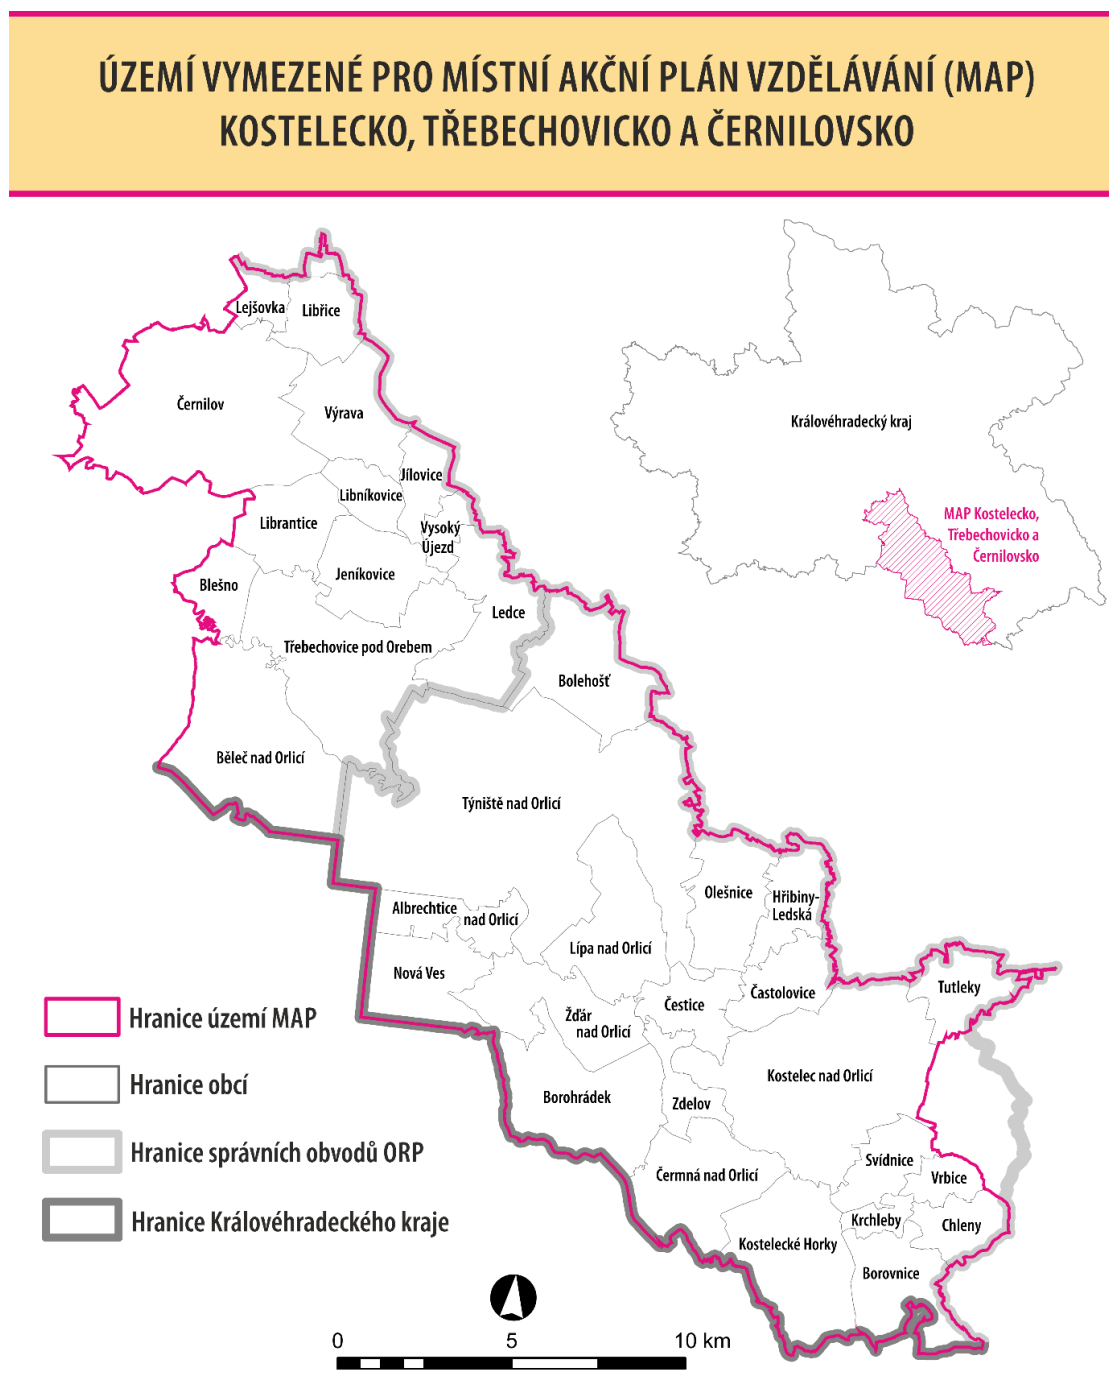 ÚZEMÍ VYMEZENÉ PRO MÍSTNÍ AKČNÍ PLÁN VZDĚLÁVÁNÍ (MAP)
KOSTELECKO, TŘEBECHOVICKO A ČERNILOVSKO
Lejšovka
Libřice
Černilov
Výrava
Jílovice
Libníkovice
Librantice
Vysoký
Újezd
Jeníkovice
Blešno
Ledce
Třebechovice pod Orebem
Bolehošť
Běleč nad Orlicí
Týniště nad Orlicí
Olešnice
Hřibiny-
Ledská
Albrechtice
nad Orlicí
Lípa nad Orlicí
Nová Ves
Častolovice
Čestice
Tutleky
Žďár
nad Orlicí
Kostelec nad Orlicí
Borohrádek
Zdelov
Svídnice
Čermná nad Orlicí
Vrbice
Krchleby
Chleny
Kostelecké Horky
Borovnice
Královéhradecký kraj
MAP Kostelecko,
Třebechovicko a
Černilovsko
Hranice území MAP
Hranice obcí
Hranice správních obvodů ORP
Hranice Královéhradeckého kraje
0 5 10 km